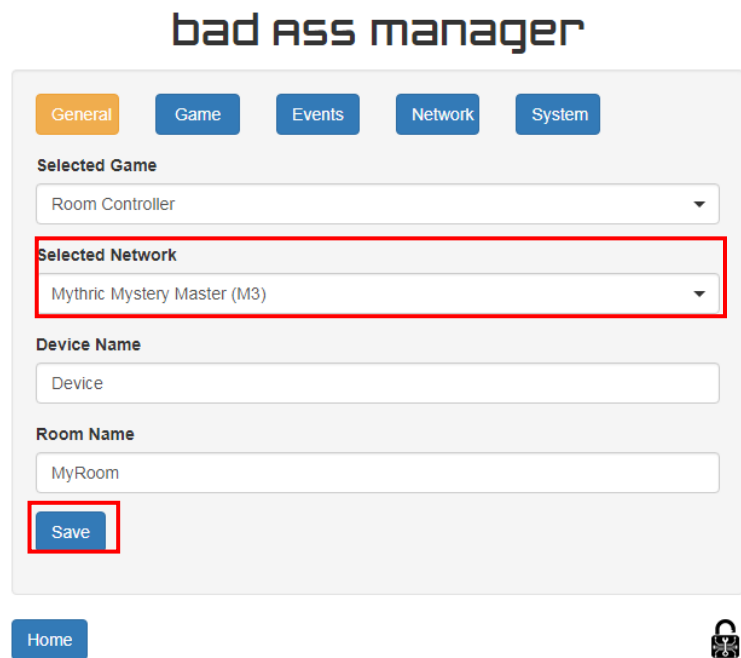 bad Ass manager
General Game Events Network System
Selected Game
Room Controller
Selected Network
Mythric Mystery Master (M3)
Device Name
Device
Room Name
MyRoom
Save
Home